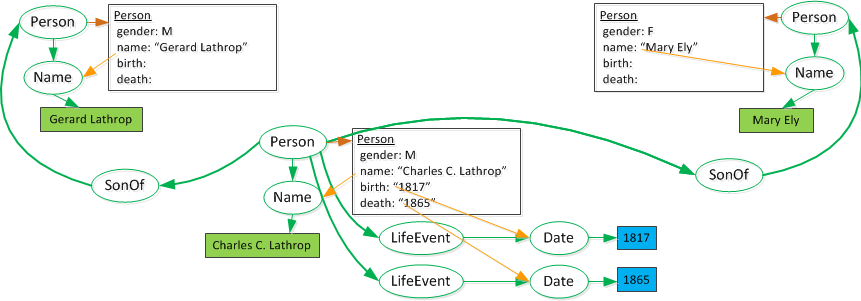 Person
Person
gender: M
name: “Gerard Lathrop”
birth:
death:
Name
Gerard Lathrop
Person
gender: F
name: “Mary Ely”
birth:
death:
Person
Name
Mary Ely
SonOf
Person
Person
gender: M
name: “Charles C. Lathrop”
birth: “1817”
death: “1865”
Name
Charles C. Lathrop
SonOf
LifeEvent
Date
1817
LifeEvent
Date
1865